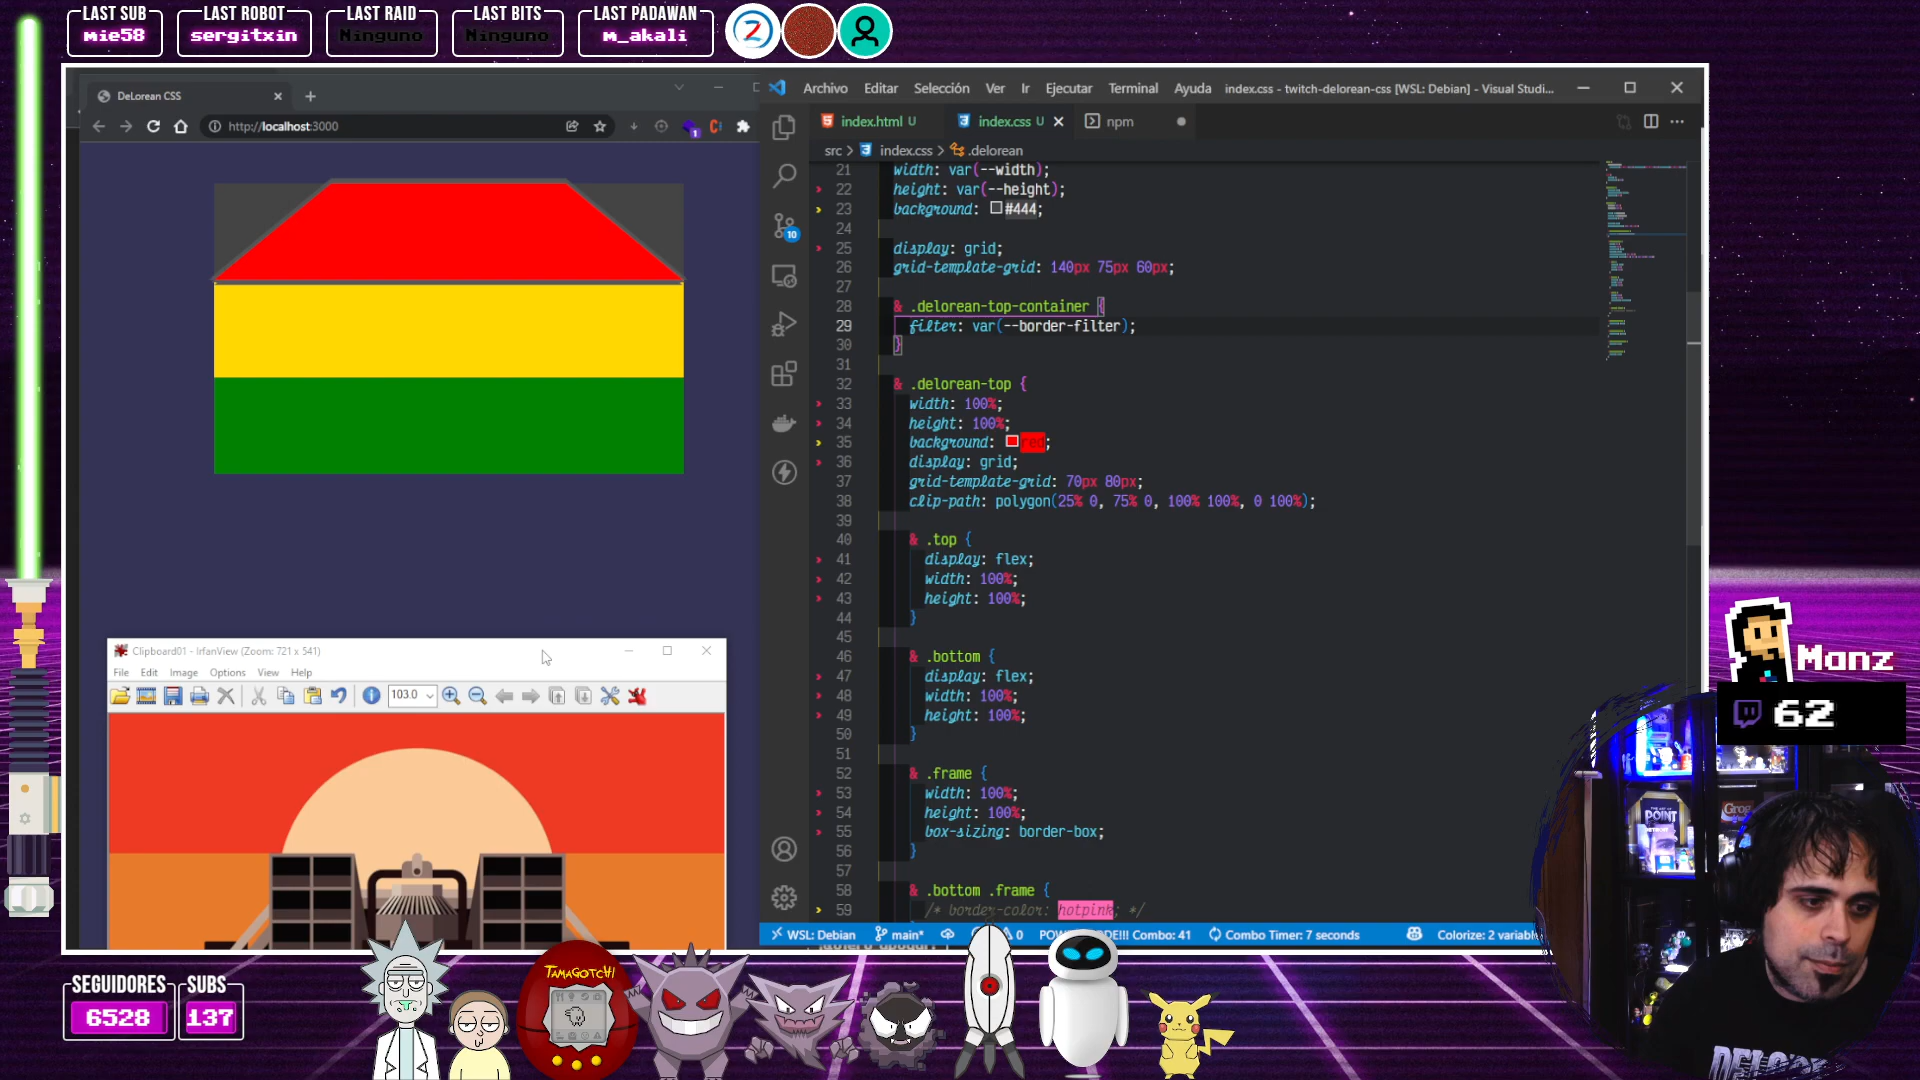 LAST SUB
mie58
LAST ROBOT
sergitxin
LAST RAID
Ninguno
LAST BITS
Ninguno
LAST PADAWAN
m_akali
Z
DeLorean CSS
http://localhost:3000
1
Archivo Editar Selección Ver Ir Ejecutar Terminal Ayuda
index.css - twitch-delorean-css [WSL: Debian] - Visual Studi...
index.html U
index.css U
npm
src > index.css > .delorean
10
21 width: var(--width);
22 height: var(--height);
23 background: #444;
24
25 display: grid;
26 grid-template-grid: 140px 75px 60px;
27
28 & .delorean-top-container {
29 filter: var(--border-filter);
30 }
31
32 & .delorean-top {
33 width: 100%;
34 height: 100%;
35 background: red;
36 display: grid;
37 grid-template-grid: 70px 80px;
38 clip-path: polygon(25% 0, 75% 0, 100% 100%, 0 100%);
39
40 & .top {
41 display: flex;
42 width: 100%;
43 height: 100%;
44 }
45
46 & .bottom {
47 display: flex;
48 width: 100%;
49 height: 100%;
50 }
51
52 & .frame {
53 width: 100%;
54 height: 100%;
55 box-sizing: border-box;
56 }
57
58 & .bottom .frame {
59 /* border-color: hotpink; */
Clipboard01 - IrfanView (Zoom: 721 x 541)
File Edit Image Options View Help
103.0
WSL: Debian
main*
0
Combo: 41
Combo Timer: 7 seconds
Colorize: 2 variabl
Manz
62
THE ART OF
POINT
SEGUIDORES
6528
SUBS
137
TAMAGOTCHI